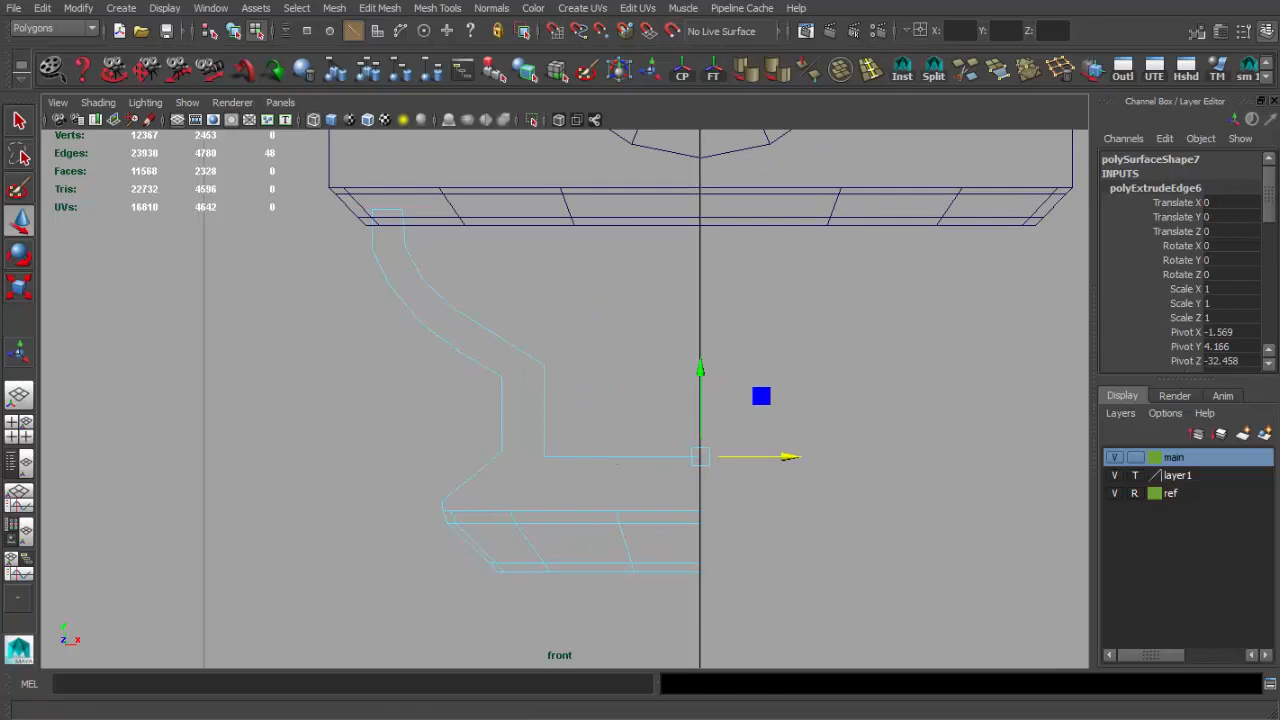 File Edit Modify Create Display Window Assets Select Mesh Edit Mesh Mesh Tools Normals Color Create UVs Edit UVs Muscle Pipeline Cache Help
Polygons No Live Surface X: Y: Z:
CP FT Inst Split Outl UTE Hshd TM sm 1
View Shading Lighting Show Renderer Panels
Channel Box / Layer Editor
Channels Edit Object Show
Verts: 12367 2453 0
Edges: 23930 4780 48
Faces: 11568 2328 0
Tris: 22732 4596 0
UVs: 16810 4642 0
polySurfaceShape7
INPUTS
polyExtrudeEdge6
Translate X 0
Translate Y 0
Translate Z 0
Rotate X 0
Rotate Y 0
Rotate Z 0
Scale X 1
Scale Y 1
Scale Z 1
Pivot X -1.569
Pivot Y 4.166
Pivot Z -32.458
Display Render Anim
Layers Options Help
V main
V T layer1
V R ref
Y
Z X
front
MAYA
MEL